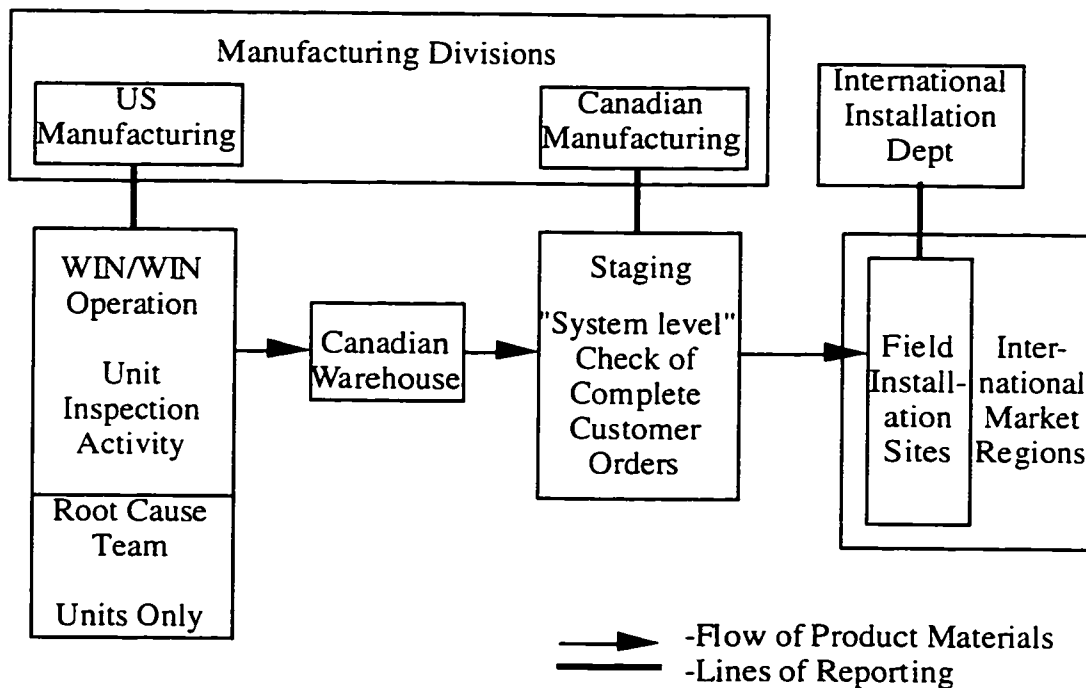 Manufacturing Divisions
US
Manufacturing
Canadian
Manufacturing
International
Installation
Dept
WIN/WIN
Operation
Unit
Inspection
Activity
Root Cause
Team
Units Only
Canadian
Warehouse
Staging
"System level"
Check of
Complete
Customer
Orders
Field
Install-
ation
Sites
Inter-
national
Market
Regions
-Flow of Product Materials
-Lines of Reporting